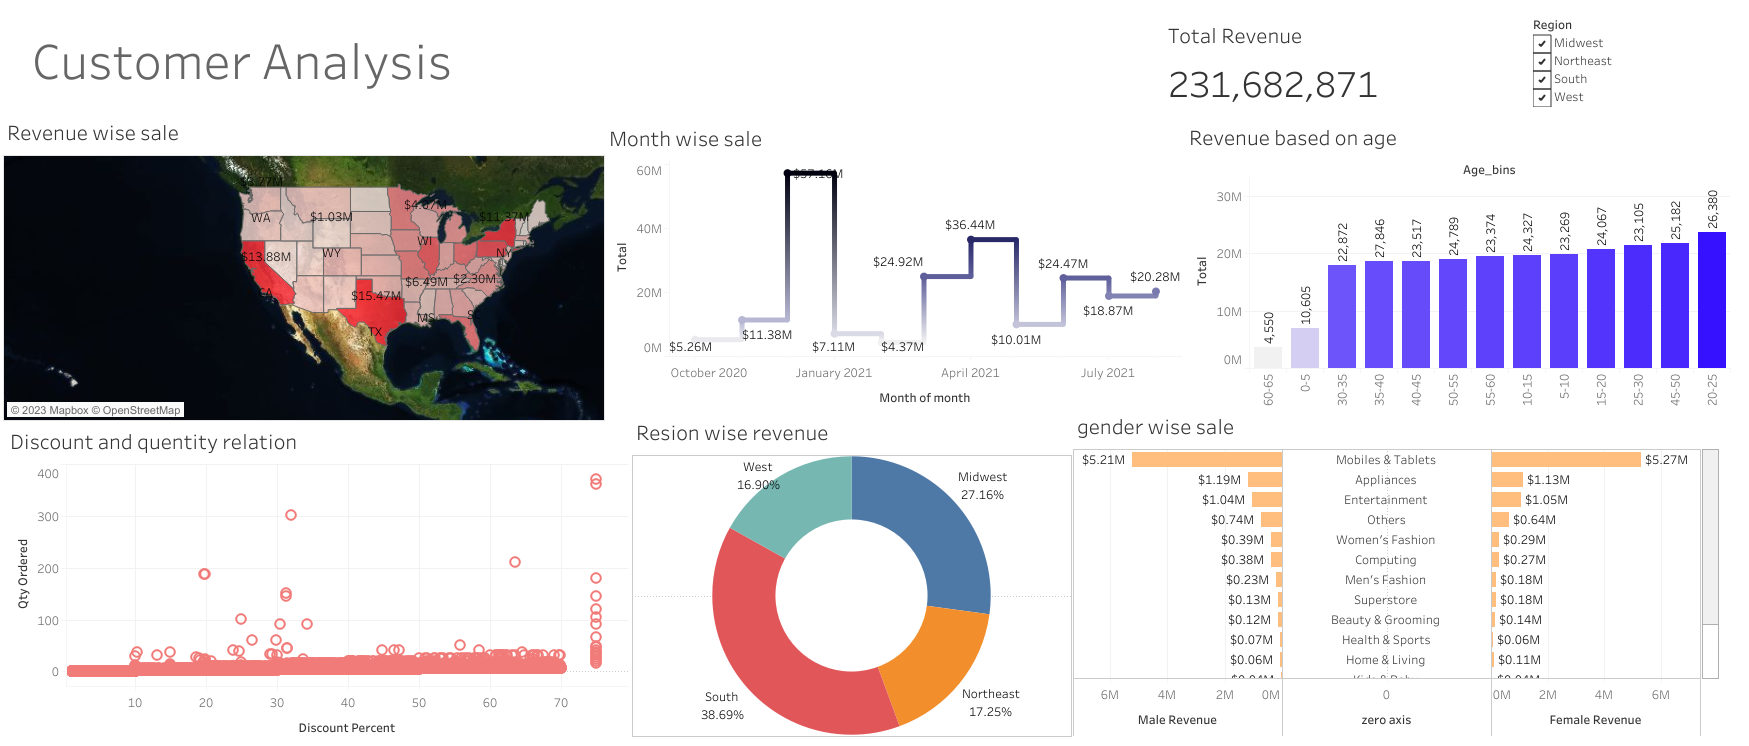 Customer Analysis
Total Revenue
231,682,871
Region
Midwest
Northeast
South
West
Revenue wise sale
WA
$1.03M
$4.67M
$11.37M
WI
WY
NY
$13.88M
CA
$6.49M
$2.30M
$15.47M
MS
TX
© 2023 Mapbox © OpenStreetMap
Month wise sale
Total
60M
40M
20M
0M
$5.26M
$11.38M
$57.16M
$7.11M
$4.37M
$24.92M
$36.44M
$10.01M
$24.47M
$18.87M
$20.28M
October 2020
January 2021
April 2021
July 2021
Month of month
Revenue based on age
Age_bins
Total
30M
20M
10M
0M
4,550
10,605
22,872
27,846
23,517
24,789
23,374
24,327
23,269
24,067
23,105
25,182
26,380
60-65
0-5
30-35
35-40
40-45
50-55
55-60
10-15
5-10
15-20
25-30
45-50
20-25
Discount and quentity relation
Qty Ordered
400
300
200
100
0
10
20
30
40
50
60
70
Discount Percent
Resion wise revenue
West
16.90%
Midwest
27.16%
South
38.69%
Northeast
17.25%
gender wise sale
$5.21M Mobiles & Tablets $5.27M
$1.19M Appliances $1.13M
$1.04M Entertainment $1.05M
$0.74M Others $0.64M
$0.39M Women's Fashion $0.29M
$0.38M Computing $0.27M
$0.23M Men's Fashion $0.18M
$0.13M Superstore $0.18M
$0.12M Beauty & Grooming $0.14M
$0.07M Health & Sports $0.06M
$0.06M Home & Living $0.11M
6M 4M 2M 0M 0 0M 2M 4M 6M
Male Revenue
zero axis
Female Revenue